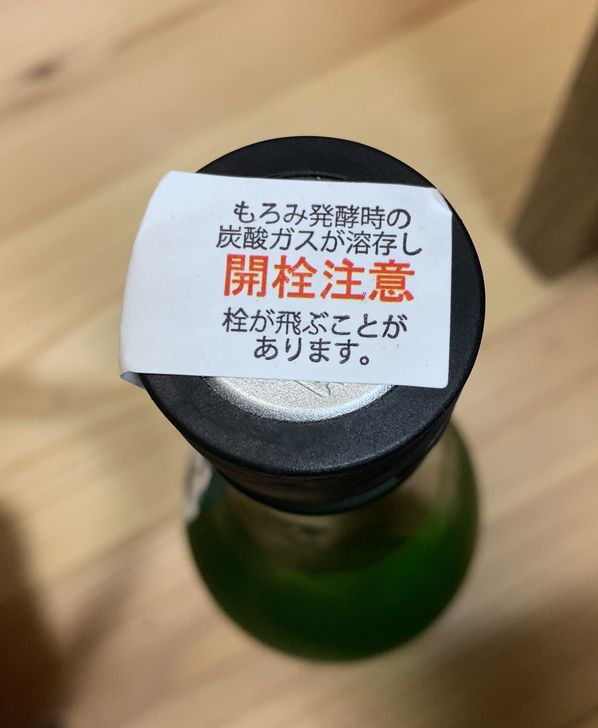 もろみ発酵時の
炭酸ガスが溶存し
開栓注意
栓が飛ぶことが
あります。